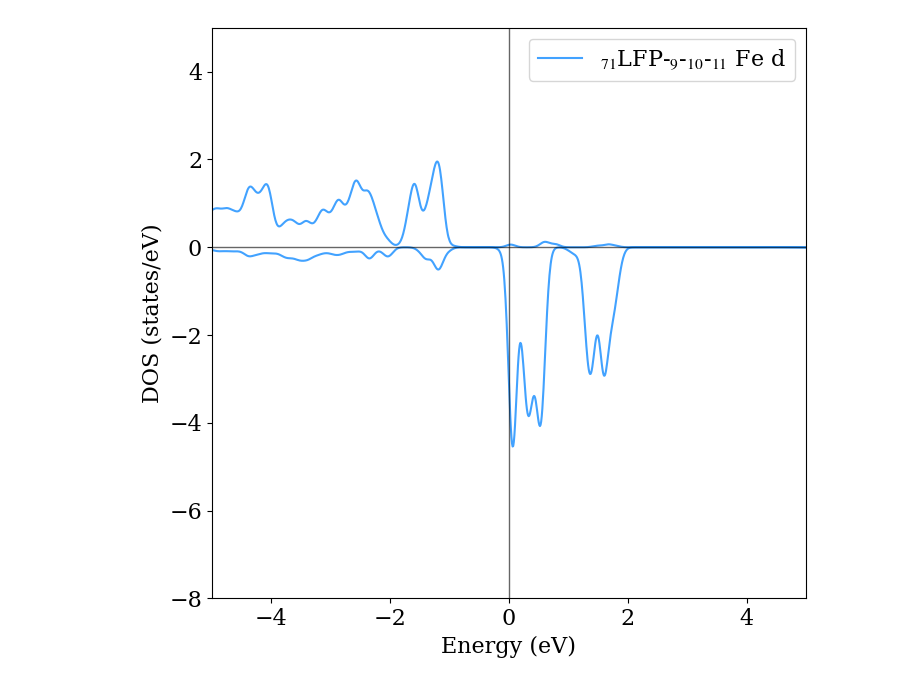 ₇₁LFP-₉-₁₀-₁₁ Fe d
4
2
0
−2
−4
−6
−8
DOS (states/eV)
−4 −2 0 2 4
Energy (eV)